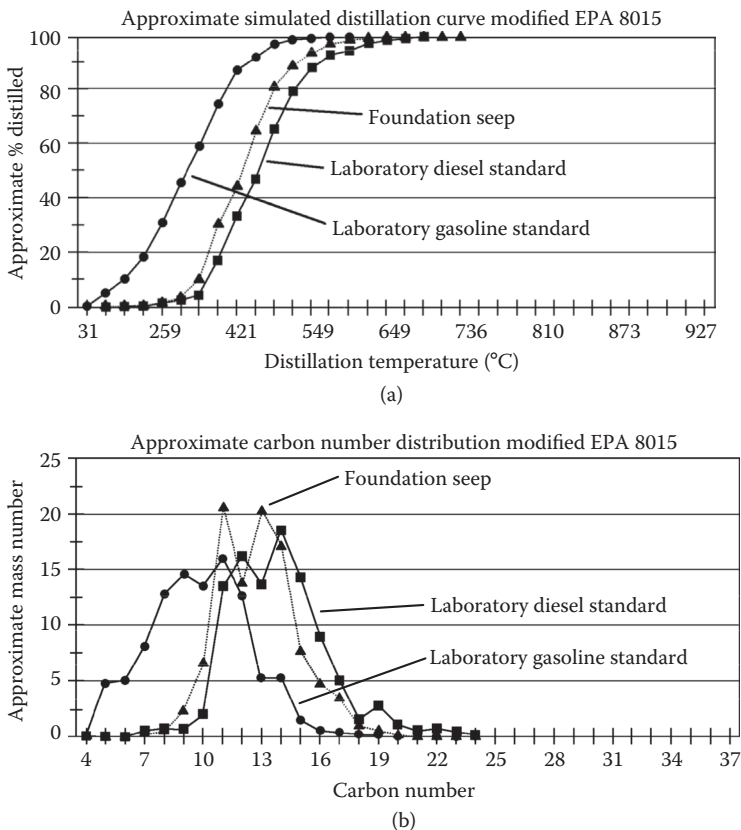 Approximate simulated distillation curve modified EPA 8015
100
80
60
40
20
0
Approximate % distilled
Foundation seep
Laboratory diesel standard
Laboratory gasoline standard
31 259 421 549 649 736 810 873 927
Distillation temperature (°C)
(a)
Approximate carbon number distribution modified EPA 8015
25
20
15
10
5
0
Approximate mass number
Foundation seep
Laboratory diesel standard
Laboratory gasoline standard
4 7 10 13 16 19 22 25 28 31 34 37
Carbon number
(b)